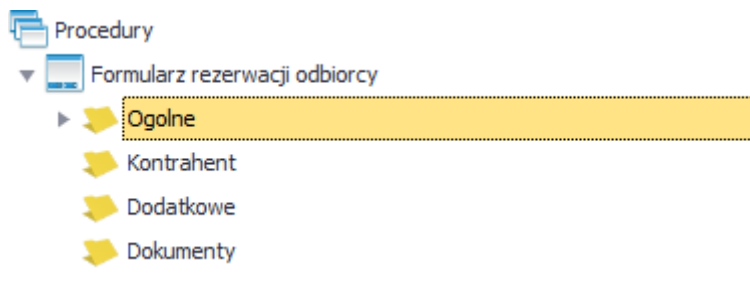 Procedury
Formularz rezerwacji odbiorcy
Ogolne
Kontrahent
Dodatkowe
Dokumenty